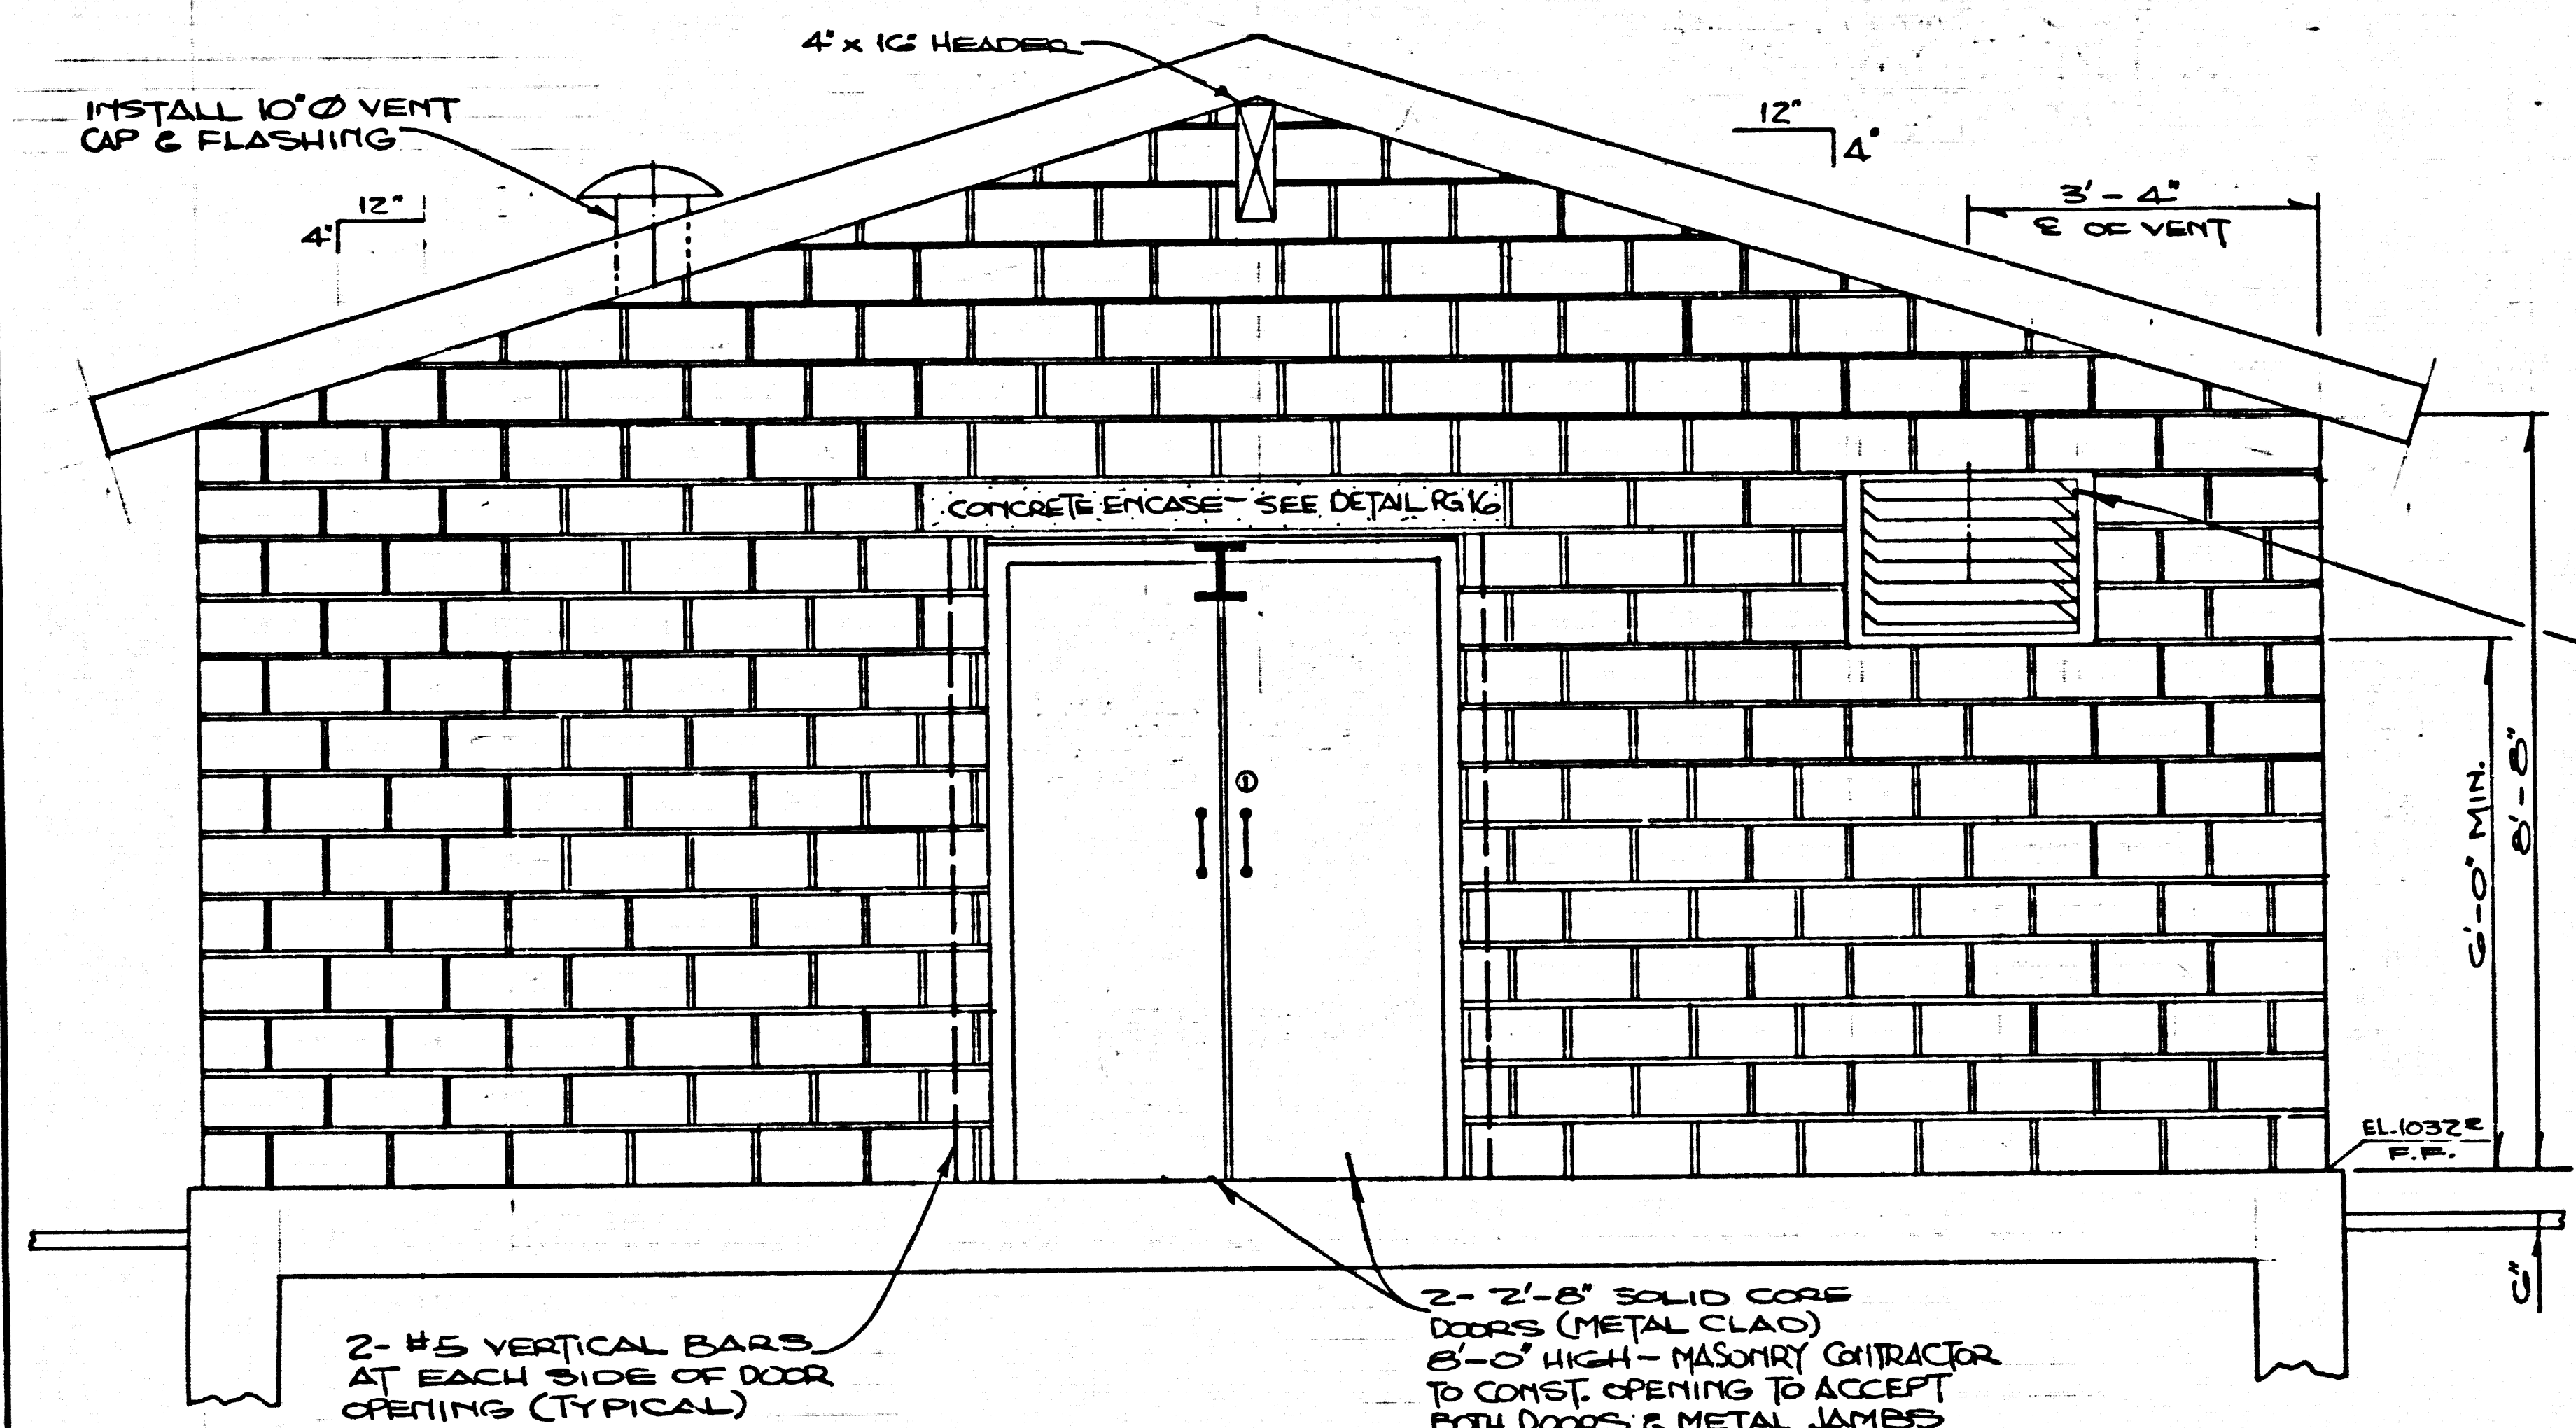 4" x 16" HEADER
INSTALL 10" Ø VENT
CAP & FLASHING
12"
4"
12"
4"
3' - 4"
℄ OF VENT
CONCRETE ENCASE - SEE DETAIL PG 16
6'-0" MIN.
8'-8"
EL. 1032
F.F.
6"
2- #5 VERTICAL BARS
AT EACH SIDE OF DOOR
OPENING (TYPICAL)
2- 2'-8" SOLID CORE
DOORS (METAL CLAD)
8'-0" HIGH - MASONRY CONTRACTOR
TO CONST. OPENING TO ACCEPT
BOTH DOORS & METAL JAMBS